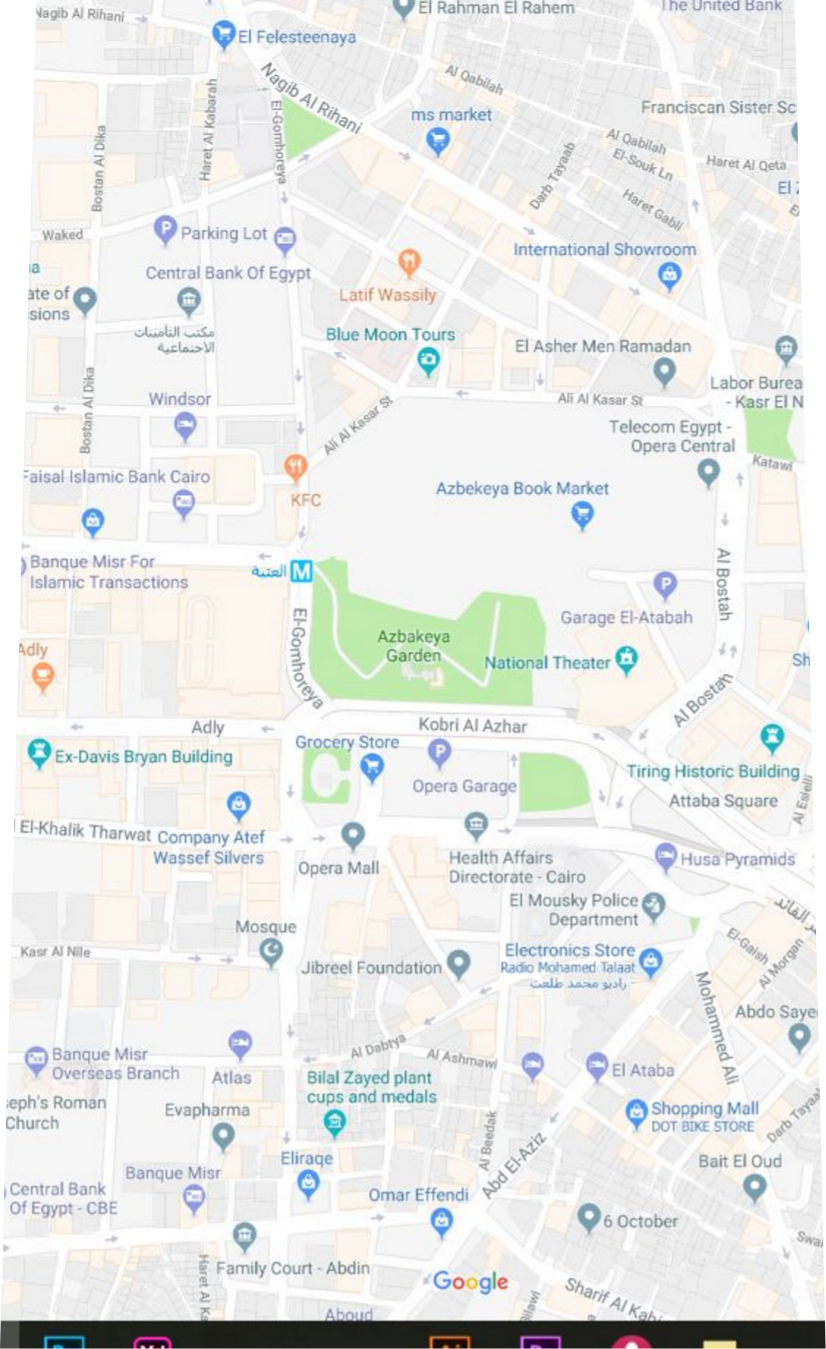 Nagib Al Rihani
El Rahman El Rahem
The United Bank
El Felesteenaya
Nagib Al Rihani
Al Qabilah
Haret Al Kabarah
El-Gomhoreya
ms market
Franciscan Sister Sc
Bostan Al Dika
Al Qabilah
El-Souk Ln
Haret Al Qeta
Darb Tayaab
Haret Gabli
Waked
Parking Lot
International Showroom
Central Bank Of Egypt
Latif Wassily
ate of
sions
مكتب التأمينات
الاجتماعية
Blue Moon Tours
El Asher Men Ramadan
Labor Burea
- Kasr El N
Bostan Al Dika
Windsor
Ali Al Kasar St
Ali Al Kasar St
Telecom Egypt -
Opera Central
Katawi
Faisal Islamic Bank Cairo
KFC
Azbekeya Book Market
Banque Misr For
Islamic Transactions
العتبة
M
Al Bostah
El-Gomhoreya
Garage El-Atabah
Azbakeya
Garden
National Theater
Adly
Sh
Al Bostah
Adly
Kobri Al Azhar
Grocery Store
Ex-Davis Bryan Building
Opera Garage
Tiring Historic Building
Attaba Square
Al Eslelli
El-Khalik Tharwat
Company Atef
Wassef Silvers
Opera Mall
Health Affairs
Directorate - Cairo
Husa Pyramids
El Mousky Police
Department
Mosque
Kasr Al Nile
Jibreel Foundation
Electronics Store
Radio Mohamed Talaat
راديو محمد طلعت -
El-Gaish
Al Morgan
Mohammed Ali
Abdo Saye
Al Dabtya
Al Ashmawi
Banque Misr
Overseas Branch
Atlas
El Ataba
Bilal Zayed plant
cups and medals
seph's Roman
Church
Evapharma
Shopping Mall
DOT BIKE STORE
Darb Tayaa
Al Beedak
Abd El-Aziz
Eliraqe
Banque Misr
Bait El Oud
Central Bank
Of Egypt - CBE
Omar Effendi
6 October
Swai
Family Court - Abdin
Haret Al Ka
Google
Sharif Al Kabi
Aboud